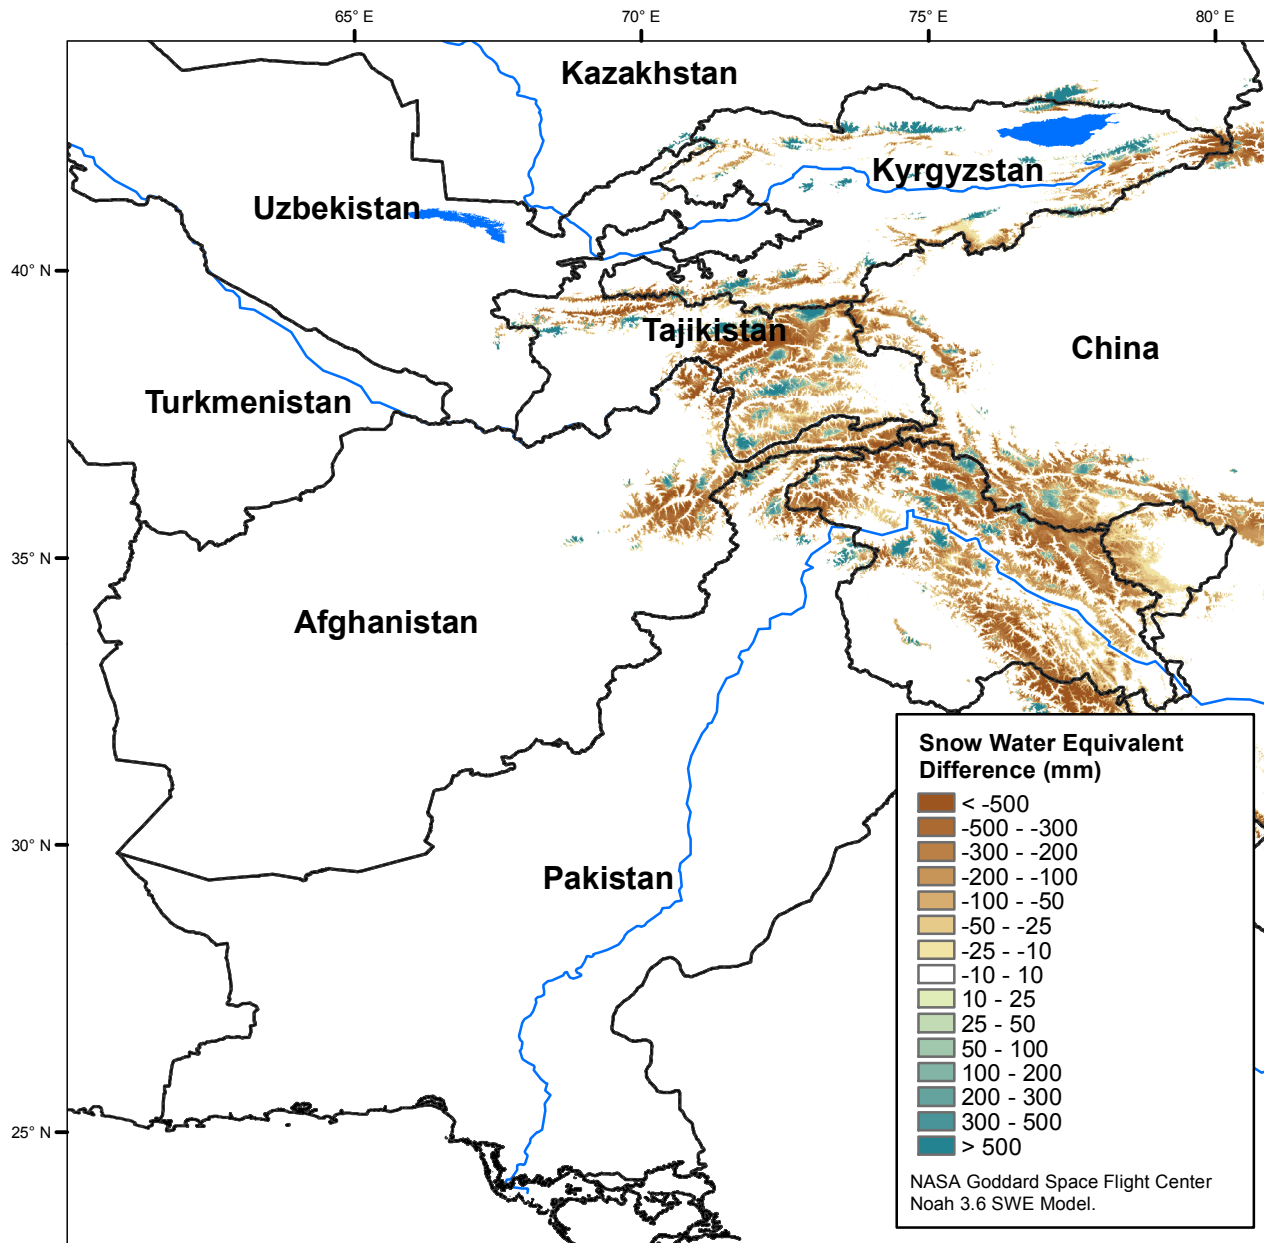 65° E
70° E
75° E
80° E
Kazakhstan
Kyrgyzstan
Uzbekistan
40° N
Tajikistan
China
Turkmenistan
35° N
Afghanistan
Snow Water Equivalent
Difference (mm)
< -500
-500 - -300
-300 - -200
-200 - -100
-100 - -50
-50 - -25
-25 - -10
-10 - 10
10 - 25
25 - 50
50 - 100
100 - 200
200 - 300
300 - 500
> 500
NASA Goddard Space Flight Center
Noah 3.6 SWE Model.
30° N
Pakistan
25° N